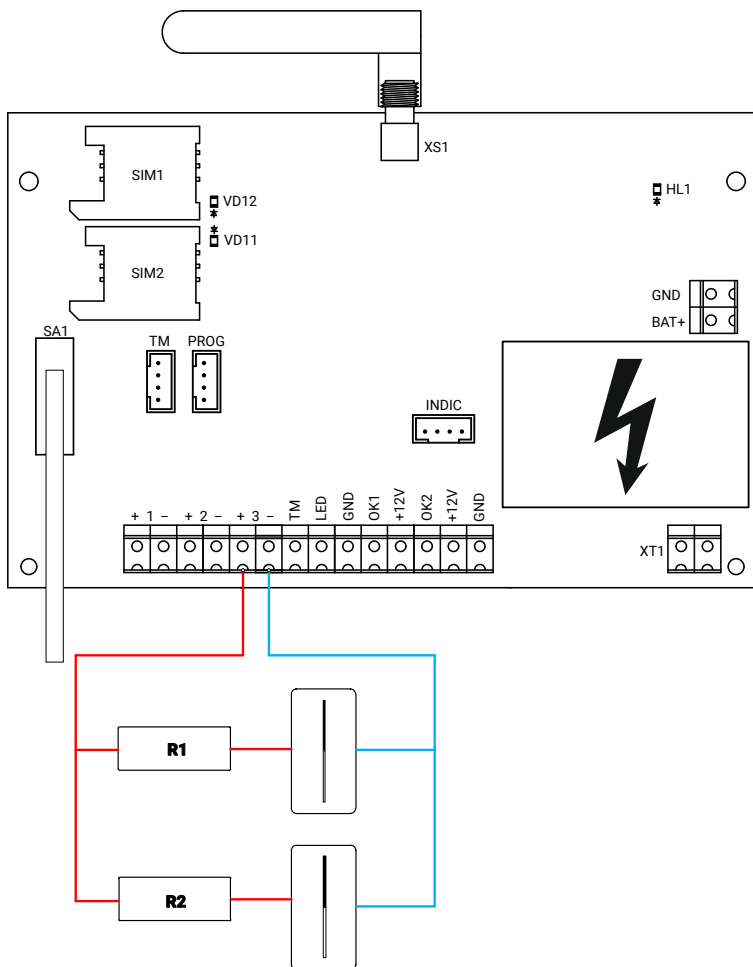 XS1
SIM1
VD12
HL1
VD11
SIM2
GND
BAT+
SA1
TM PROG
INDIC
+ 1 − + 2 − + 3 − TM LED GND OK1 +12V OK2 +12V GND
XT1
R1
R2